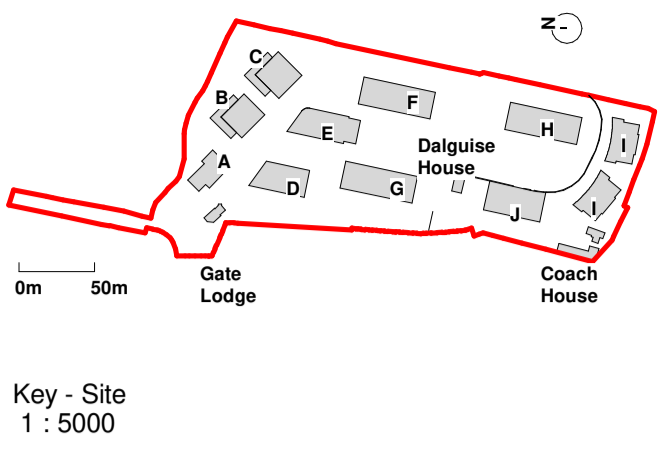 N
C
B
F
E
H
Dalguise
House
I
A
D
G
J
I
Gate
Lodge
Coach
House
0m 50m
Key - Site
1 : 5000